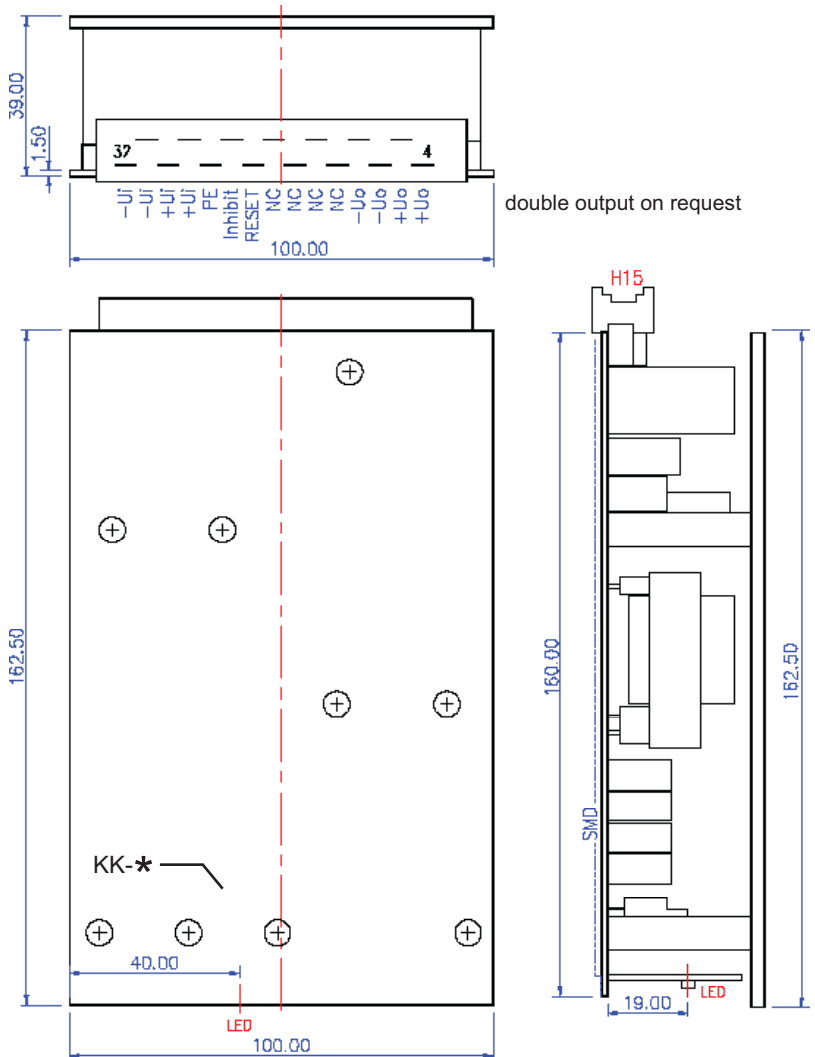 39.00
1.50
32
4
-Ui
-Ui
+Ui
+Ui
PE
Inhibit
RESET
NC
NC
NC
NC
-Uo
-Uo
+Uo
+Uo
double output on request
100.00
H15
162.50
160.00
162.50
SMD
KK-*
40.00
LED
100.00
19.00
LED